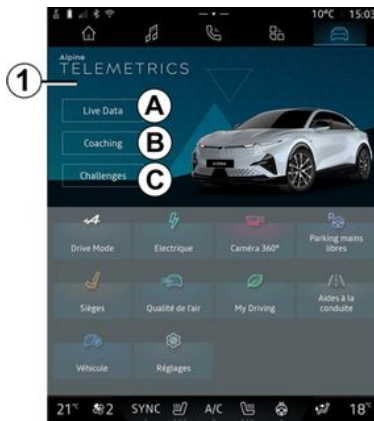 10°C 15:03
Alpine
TELEMETRICS
1
Live Data A
Coaching B
Challenges C
Drive Mode
Electrique
Caméra 360°
Parking mains
libres
Sièges
Qualité de l'air
My Driving
Aides à la
conduite
Véhicule
Réglages
21°C 2 SYNC A/C 18°C